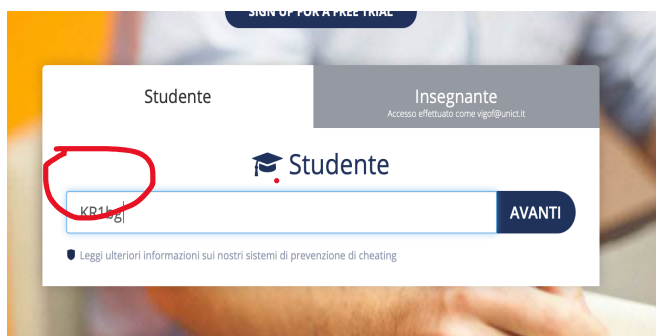 SIGN UP FOR A FREE TRIAL
Studente
Insegnante
Accesso effettuato come vigof@unict.it
Studente
KR1bg
AVANTI
Leggi ulteriori informazioni sui nostri sistemi di prevenzione di cheating